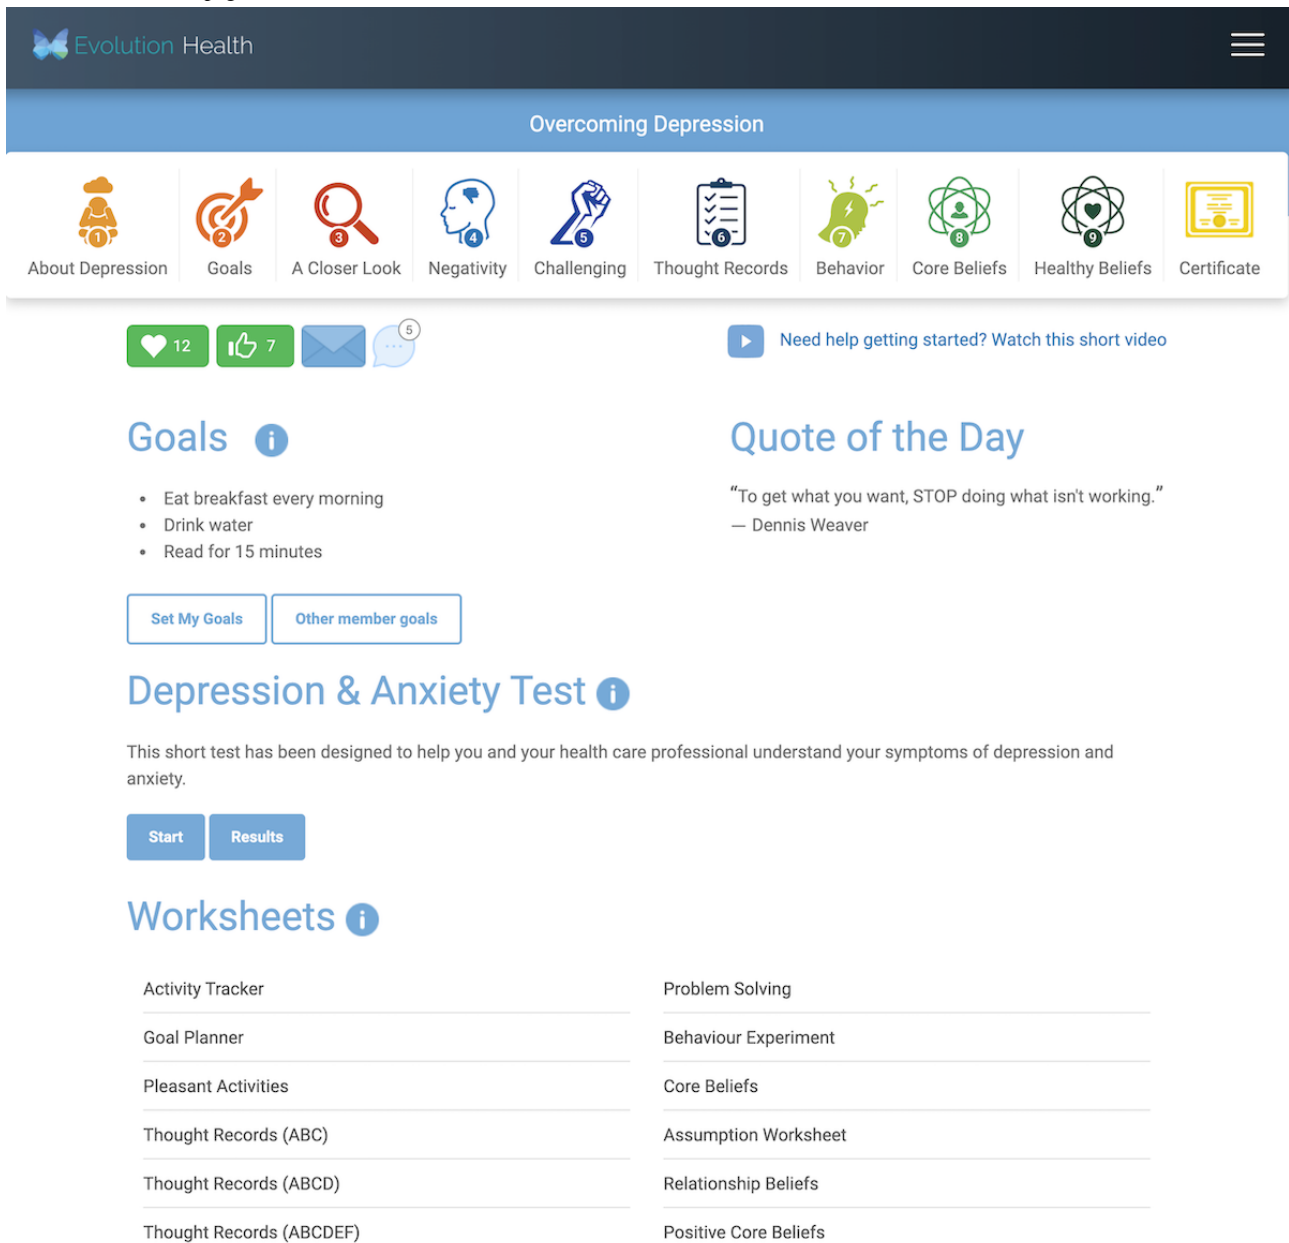 Evolution Health
Overcoming Depression
1
2
3
4
5
6
7
8
9
About Depression
Goals
A Closer Look
Negativity
Challenging
Thought Records
Behavior
Core Beliefs
Healthy Beliefs
Certificate
12
7
5
Need help getting started? Watch this short video
Goals
Quote of the Day
Eat breakfast every morning
Drink water
Read for 15 minutes
"To get what you want, STOP doing what isn't working."
— Dennis Weaver
Set My Goals
Other member goals
Depression & Anxiety Test
This short test has been designed to help you and your health care professional understand your symptoms of depression and
anxiety.
Start
Results
Worksheets
Activity Tracker
Goal Planner
Pleasant Activities
Thought Records (ABC)
Thought Records (ABCD)
Thought Records (ABCDEF)
Problem Solving
Behaviour Experiment
Core Beliefs
Assumption Worksheet
Relationship Beliefs
Positive Core Beliefs